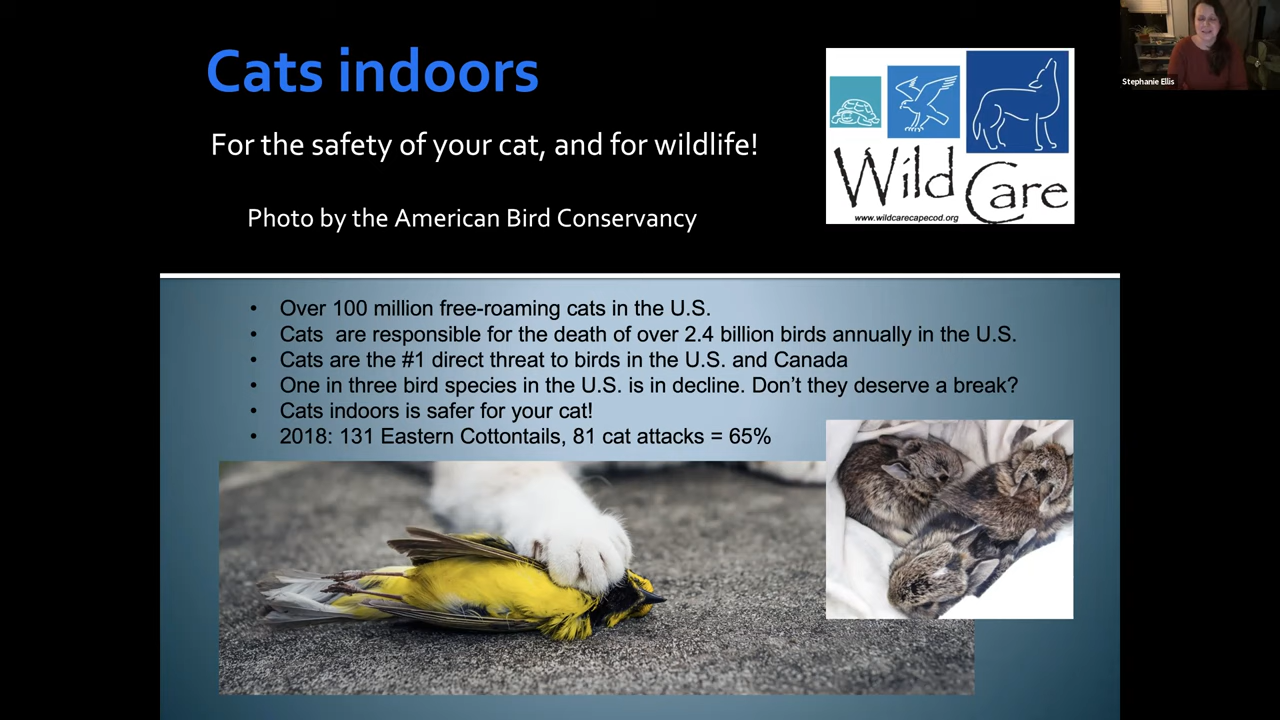 Cats indoors
For the safety of your cat, and for wildlife!
Photo by the American Bird Conservancy
Wild Care
www.wildcarecapecod.org
Stephanie Ellis
• Over 100 million free-roaming cats in the U.S.
• Cats are responsible for the death of over 2.4 billion birds annually in the U.S.
• Cats are the #1 direct threat to birds in the U.S. and Canada
• One in three bird species in the U.S. is in decline. Don't they deserve a break?
• Cats indoors is safer for your cat!
• 2018: 131 Eastern Cottontails, 81 cat attacks = 65%